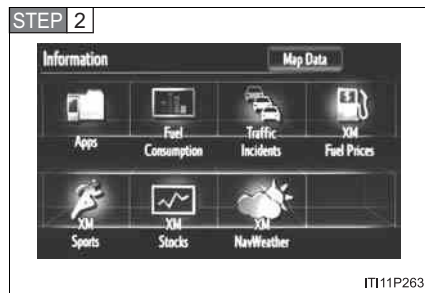 STEP 2
Information Map Data
Apps
Fuel
Consumption
Traffic
Incidents
XM
Fuel Prices
XM
Sports
XM
Stocks
XM
NavWeather
ITI11P263